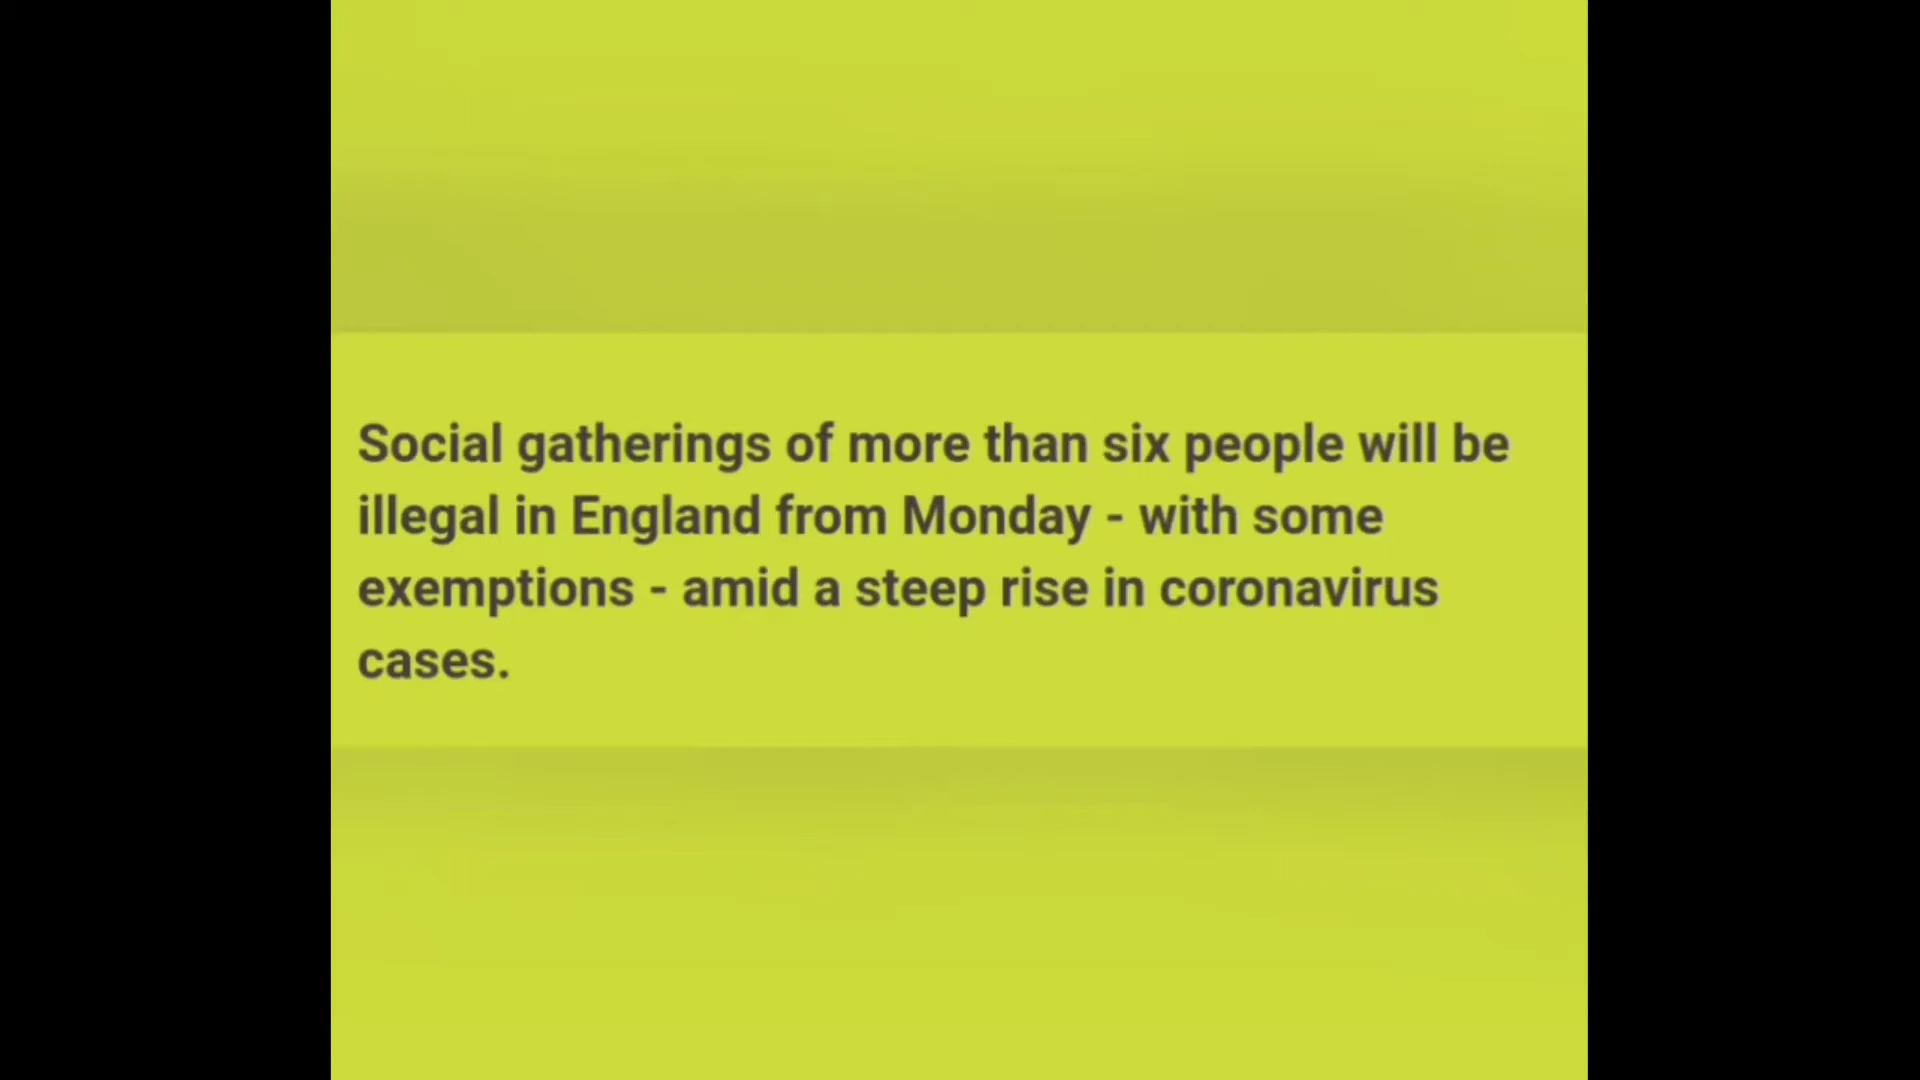 Social gatherings of more than six people will be
illegal in England from Monday - with some
exemptions - amid a steep rise in coronavirus
cases.